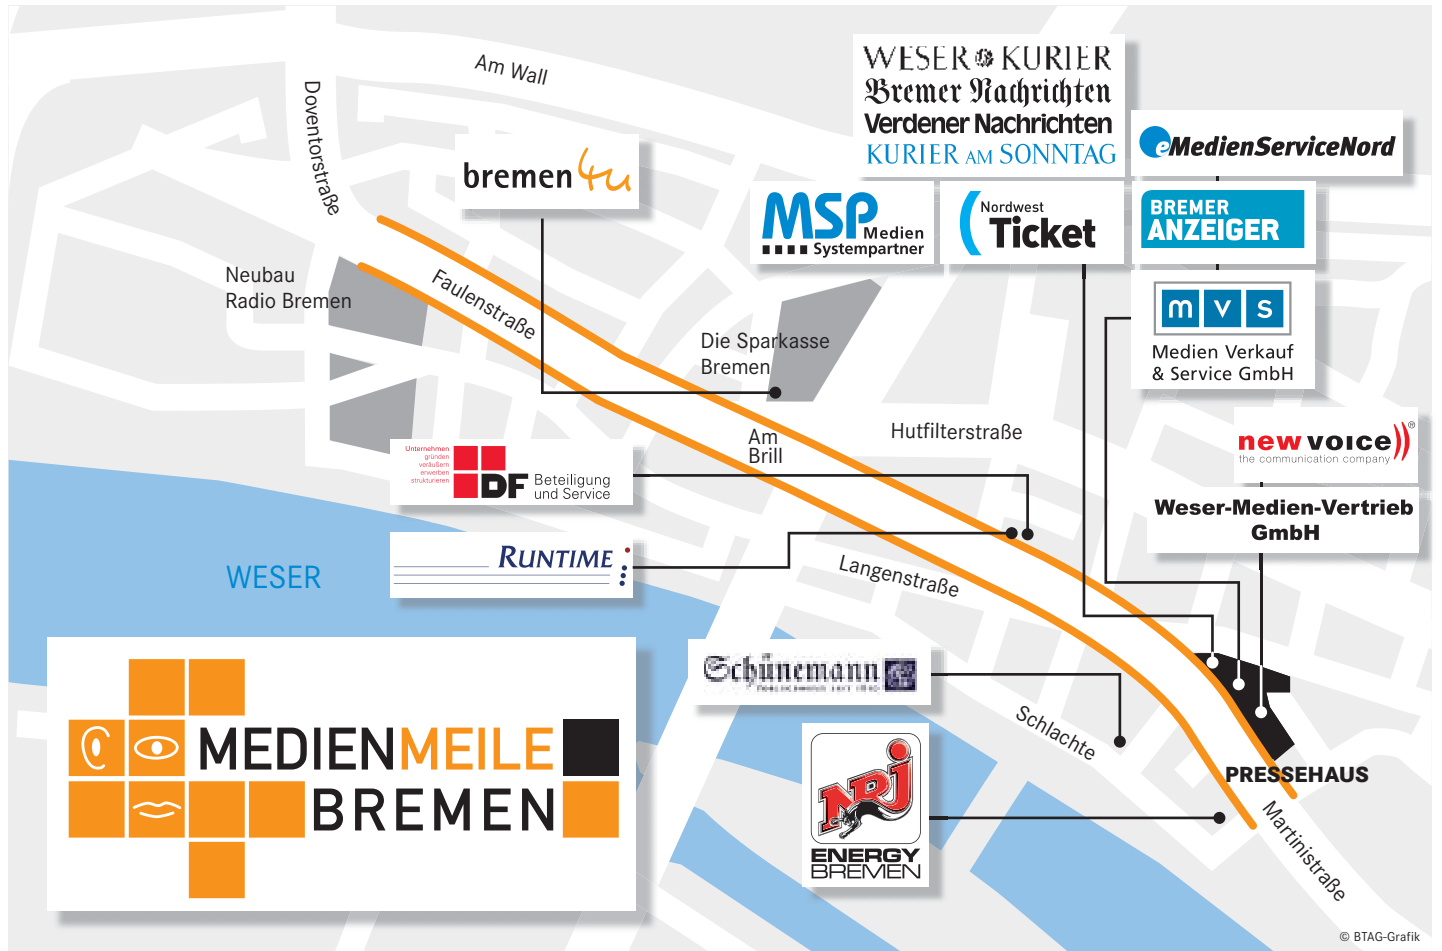 Am Wall
Doventorstraße
WESER KURIER
Bremer Nachrichten
Verdener Nachrichten
KURIER AM SONNTAG
eMedienServiceNord
bremen4u
MSP Medien
Systempartner
Nordwest
Ticket
BREMER
ANZEIGER
Neubau
Radio Bremen
Faulenstraße
m v s
Medien Verkauf
& Service GmbH
Die Sparkasse
Bremen
Am
Brill
Hutfilterstraße
new voice ®
the communication company
Unternehmen
gründen
veräußern
erwerben
strukturieren
DF Beteiligung
und Service
Weser-Medien-Vertrieb
GmbH
RUNTIME
WESER
Langenstraße
Schünemann
Schlachte
MEDIENMEILE
BREMEN
NRJ
ENERGY
BREMEN
PRESSEHAUS
Martinistraße
© BTAG-Grafik